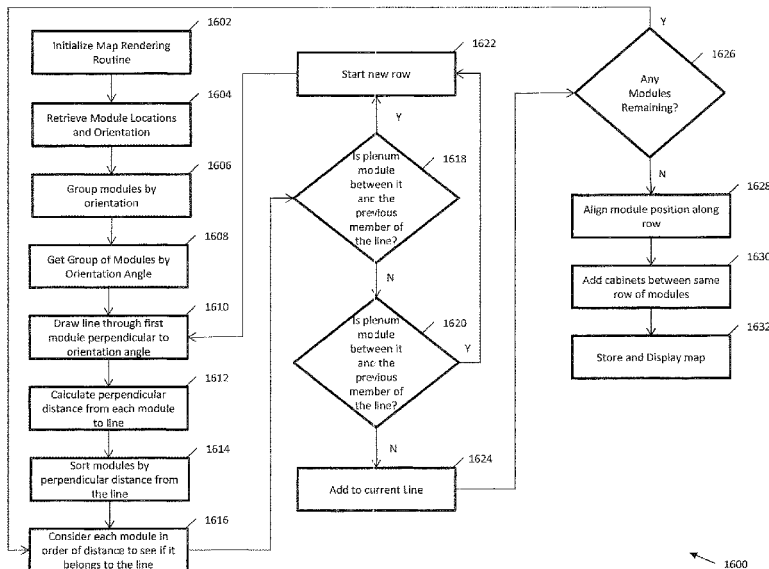 1602
Initialize Map Rendering
Routine
1604
Retrieve Module Locations
and Orientation
1606
Group modules by
orientation
1608
Get Group of Modules by
Orientation Angle
1610
Draw line through first
module perpendicular to
orientation angle
1612
Calculate perpendicular
distance from each module
to line
1614
Sort modules by
perpendicular distance from
the line
1616
Consider each module in
order of distance to see if it
belongs to the line
1622
Start new row
Y
1618
Is plenum
module
between it
and the
previous
member of
the line?
N
1620
Is plenum
module
between it
and the
previous
member of
the line?
Y
N
1624
Add to current Line
Y
1626
Any
Modules
Remaining?
N
1628
Align module position along
row
1630
Add cabinets between same
row of modules
1632
Store and Display map
1600